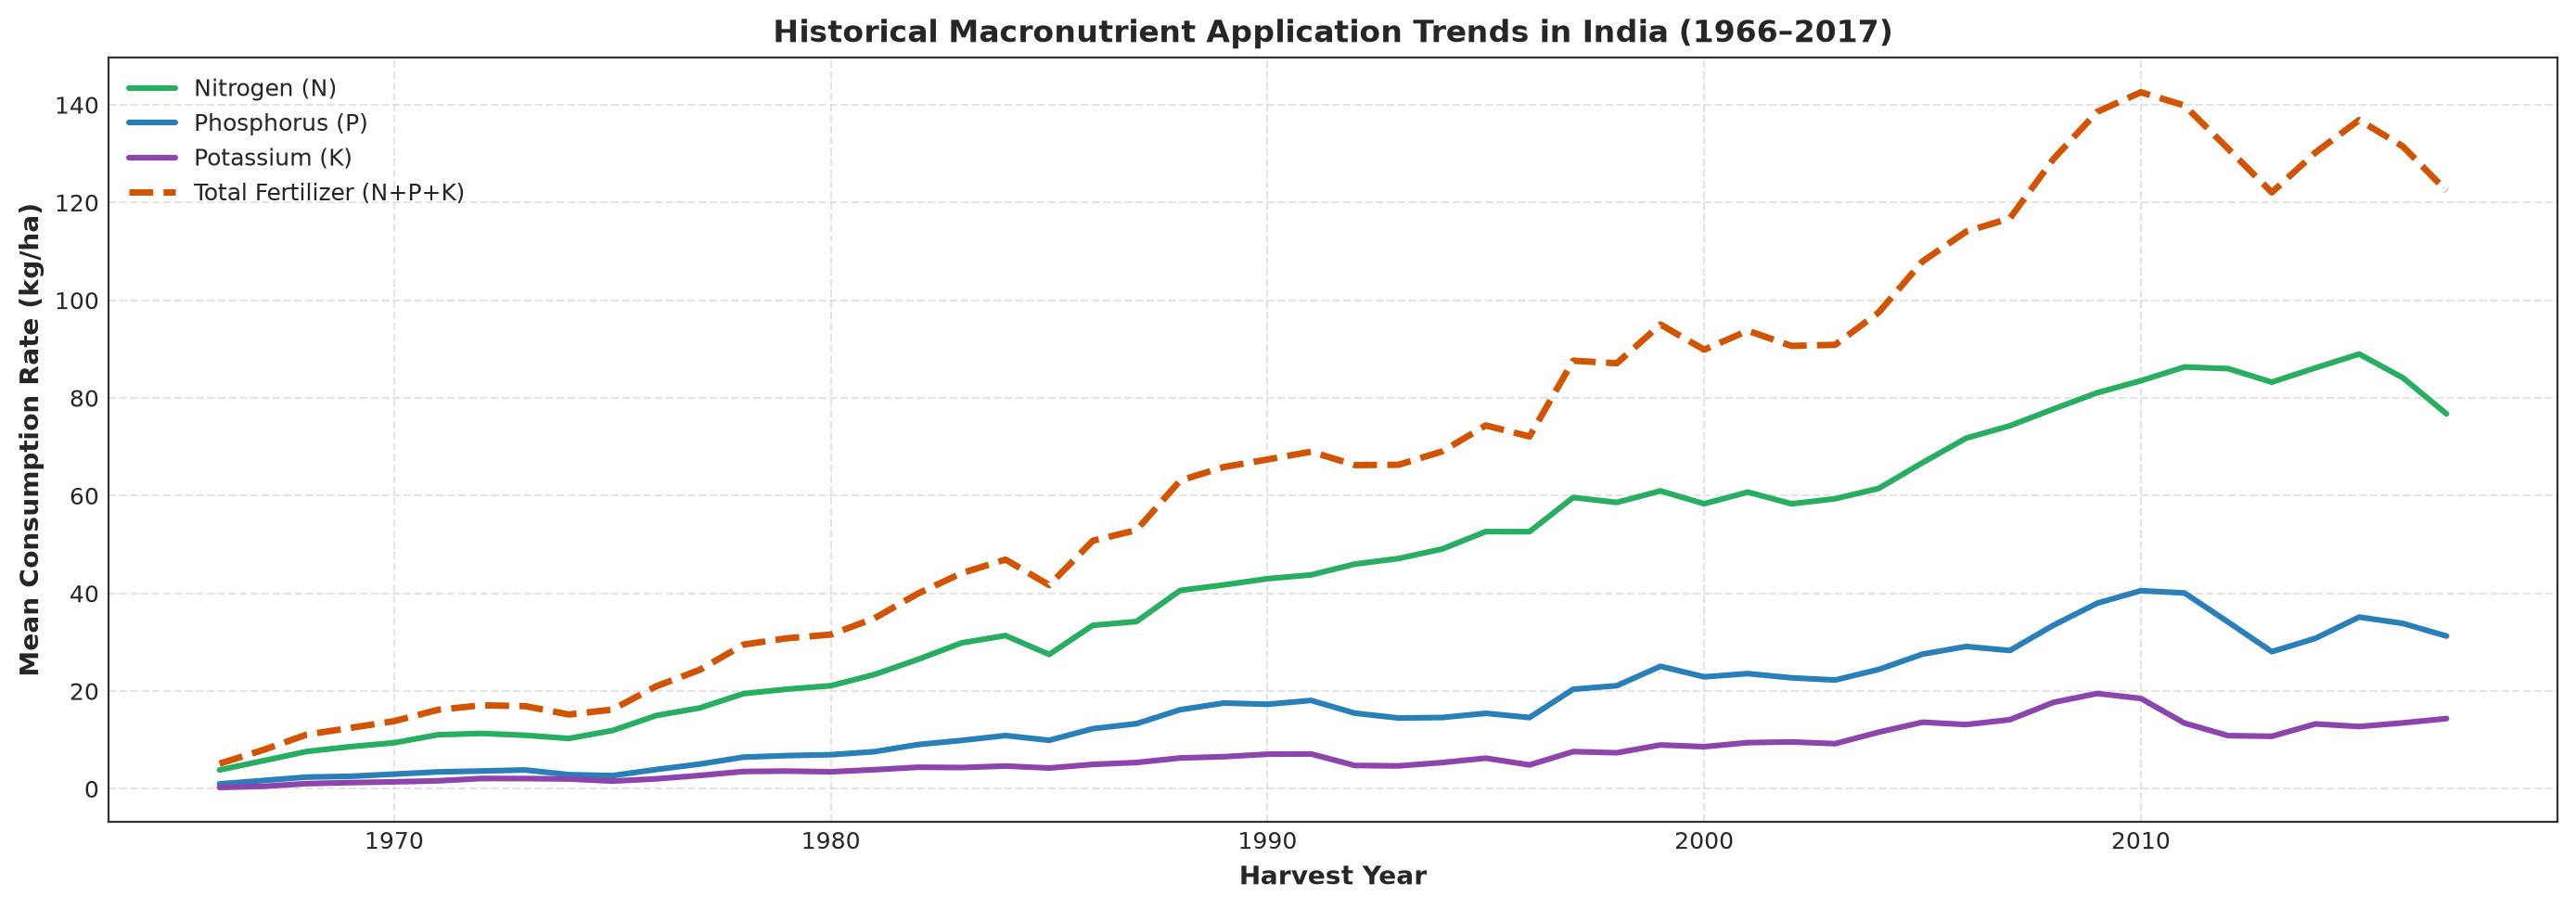 Historical Macronutrient Application Trends in India (1966–2017)
Nitrogen (N)
Phosphorus (P)
Potassium (K)
Total Fertilizer (N+P+K)
Mean Consumption Rate (kg/ha)
140
120
100
80
60
40
20
0
1970
1980
1990
2000
2010
Harvest Year